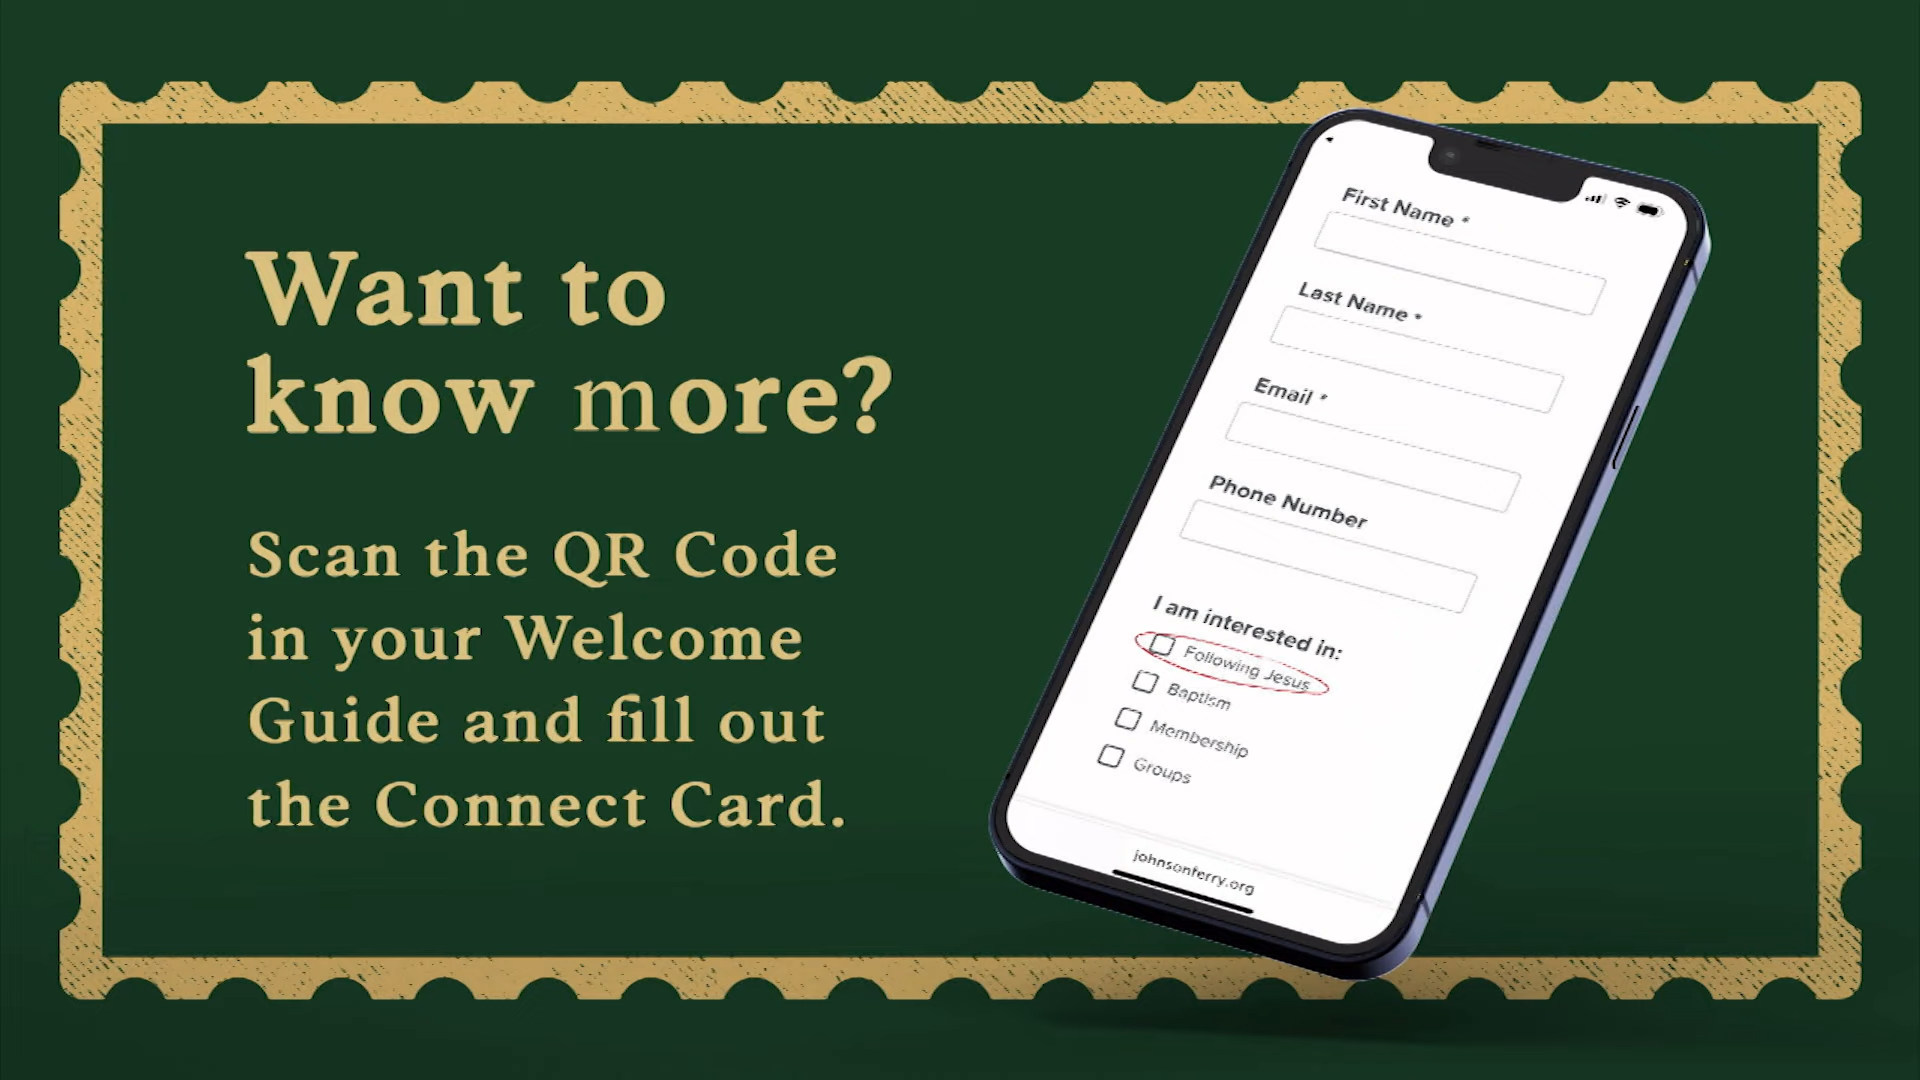 Want to
know more?
Scan the QR Code
in your Welcome
Guide and fill out
the Connect Card.
First Name *
Last Name *
Email *
Phone Number
I am interested in:
Following Jesus
Baptism
Membership
Groups
johnsonferry.org